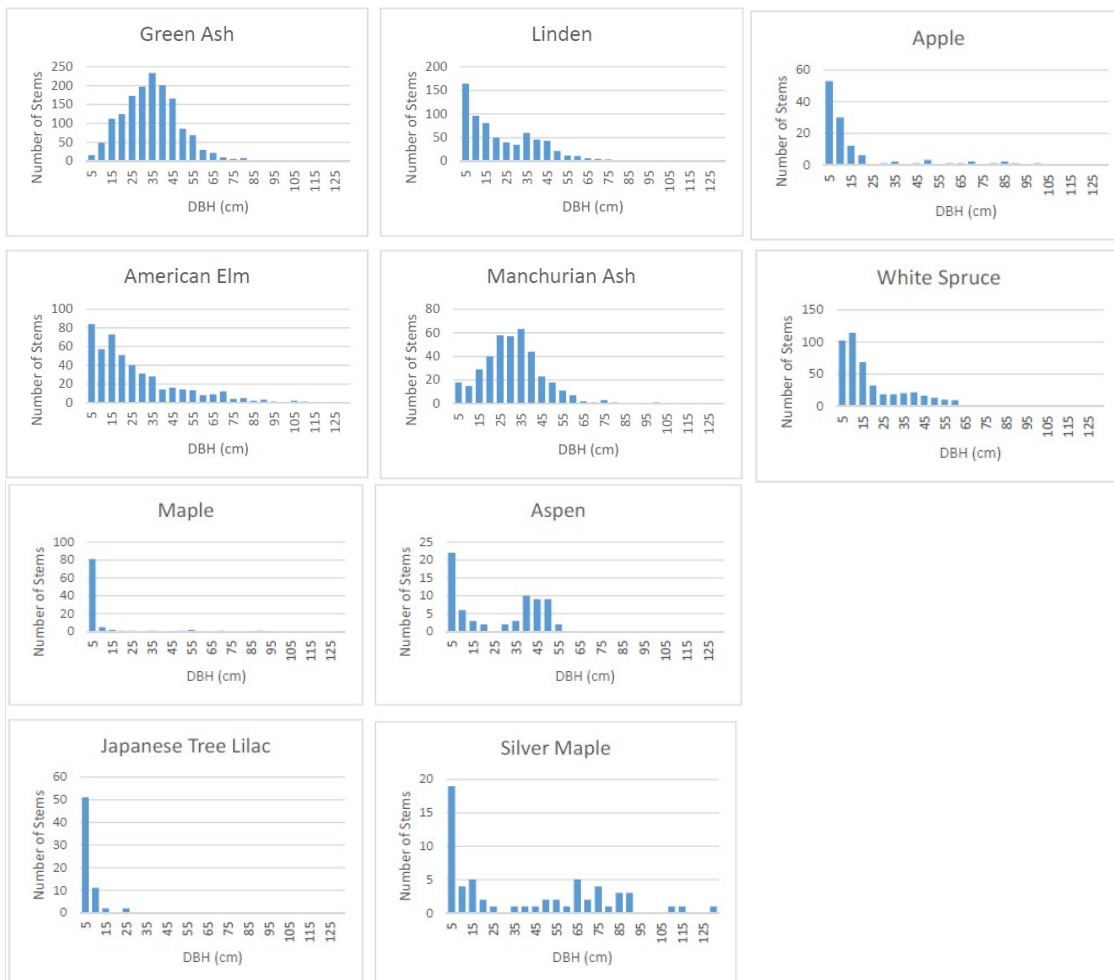 Green Ash
Number of Stems
250
200
150
100
50
0
5 15 25 35 45 55 65 75 85 95 105 115 125
DBH (cm)
Linden
Number of Stems
200
150
100
50
0
5 15 25 35 45 55 65 75 85 95 105 115 125
DBH (cm)
Apple
Number of Stems
60
40
20
0
5 15 25 35 45 55 65 75 85 95 105 115 125
DBH (cm)
American Elm
Number of Stems
100
80
60
40
20
0
5 15 25 35 45 55 65 75 85 95 105 115 125
DBH (cm)
Manchurian Ash
Number of Stems
80
60
40
20
0
5 15 25 35 45 55 65 75 85 95 105 115 125
DBH (cm)
White Spruce
Number of Stems
150
100
50
0
5 15 25 35 45 55 65 75 85 95 105 115 125
DBH (cm)
Maple
Number of Stems
100
80
60
40
20
0
5 15 25 35 45 55 65 75 85 95 105 115 125
DBH (cm)
Aspen
Number of Stems
25
20
15
10
5
0
5 15 25 35 45 55 65 75 85 95 105 115 125
DBH (cm)
Japanese Tree Lilac
Number of Stems
60
50
40
30
20
10
0
5 15 25 35 45 55 65 75 85 95 105 115 125
DBH (cm)
Silver Maple
Number of Stems
20
15
10
5
0
5 15 25 35 45 55 65 75 85 95 105 115 125
DBH (cm)